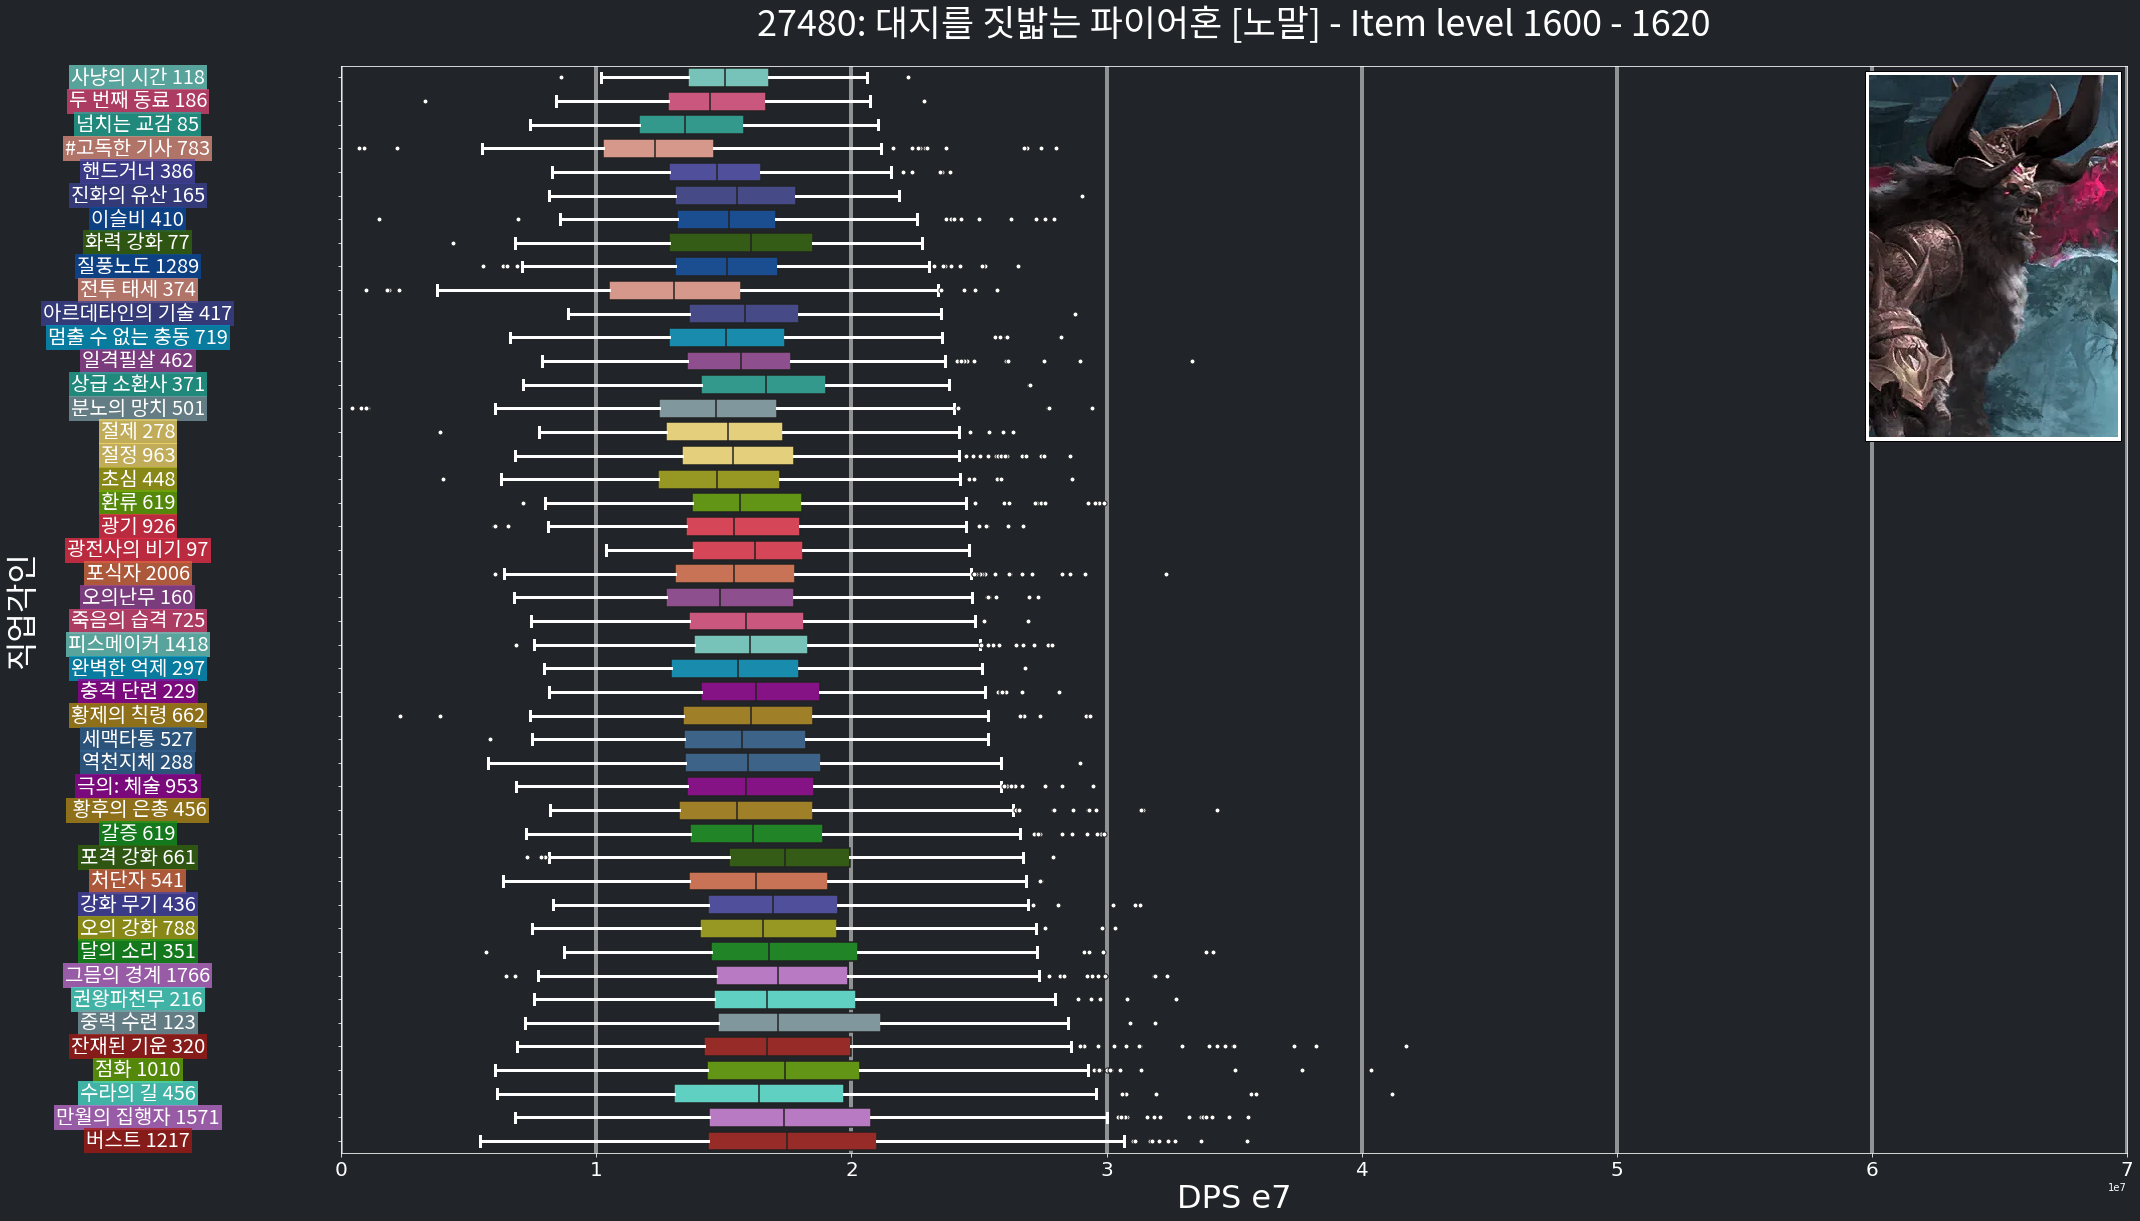 27480: 대지를 짓밟는 파이어혼 [노말] - Item level 1600 - 1620
사냥의 시간 118
두 번째 동료 186
넘치는 교감 85
#고독한 기사 783
핸드거너 386
진화의 유산 165
이슬비 410
화력 강화 77
질풍노도 1289
전투 태세 374
아르데타인의 기술 417
멈출 수 없는 충동 719
일격필살 462
상급 소환사 371
분노의 망치 501
절제 278
절정 963
초심 448
환류 619
광기 926
광전사의 비기 97
포식자 2006
오의난무 160
죽음의 습격 725
피스메이커 1418
완벽한 억제 297
충격 단련 229
황제의 칙령 662
세맥타통 527
역천지체 288
극의: 체술 953
황후의 은총 456
갈증 619
포격 강화 661
처단자 541
강화 무기 436
오의 강화 788
달의 소리 351
그믐의 경계 1766
권왕파천무 216
중력 수련 123
잔재된 기운 320
점화 1010
수라의 길 456
만월의 집행자 1571
버스트 1217
직업각인
0 1 2 3 4 5 6 7
DPS e7
1e7